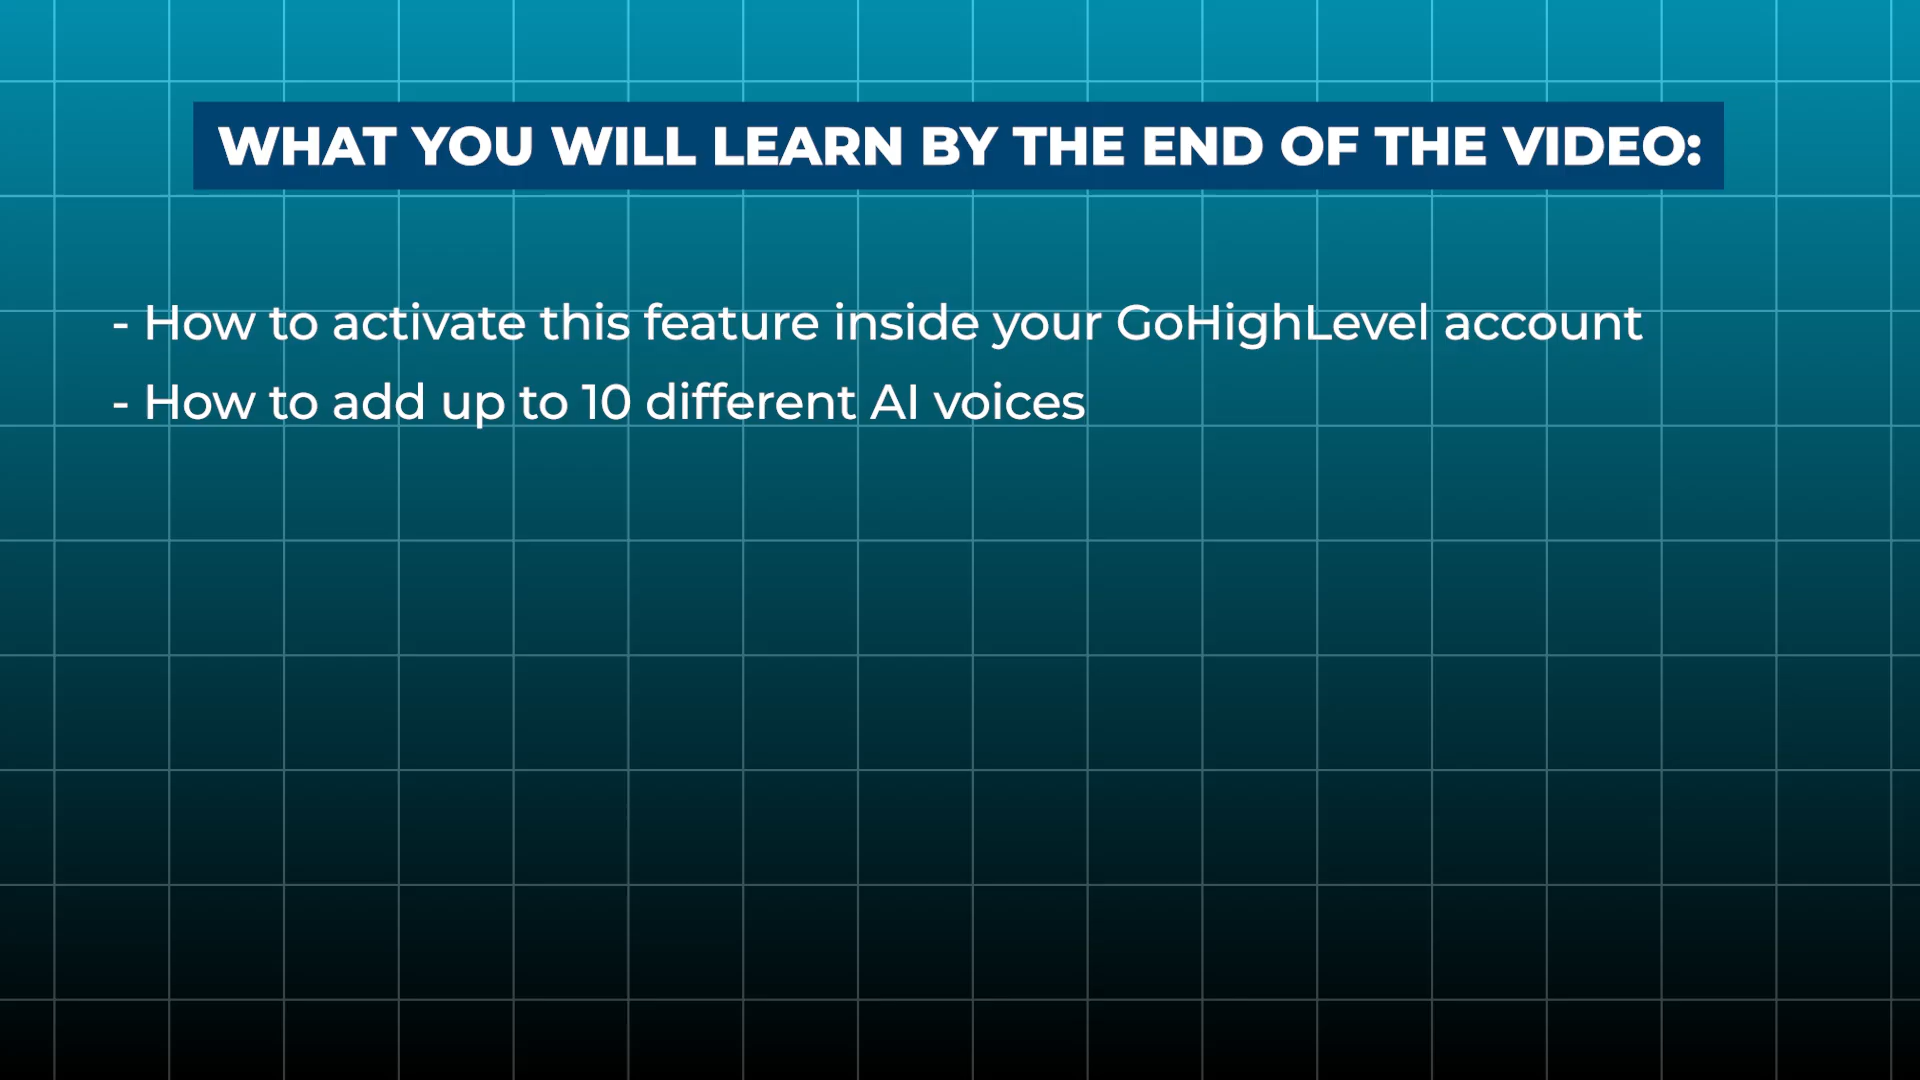 WHAT YOU WILL LEARN BY THE END OF THE VIDEO:
- How to activate this feature inside your GoHighLevel account
- How to add up to 10 different AI voices